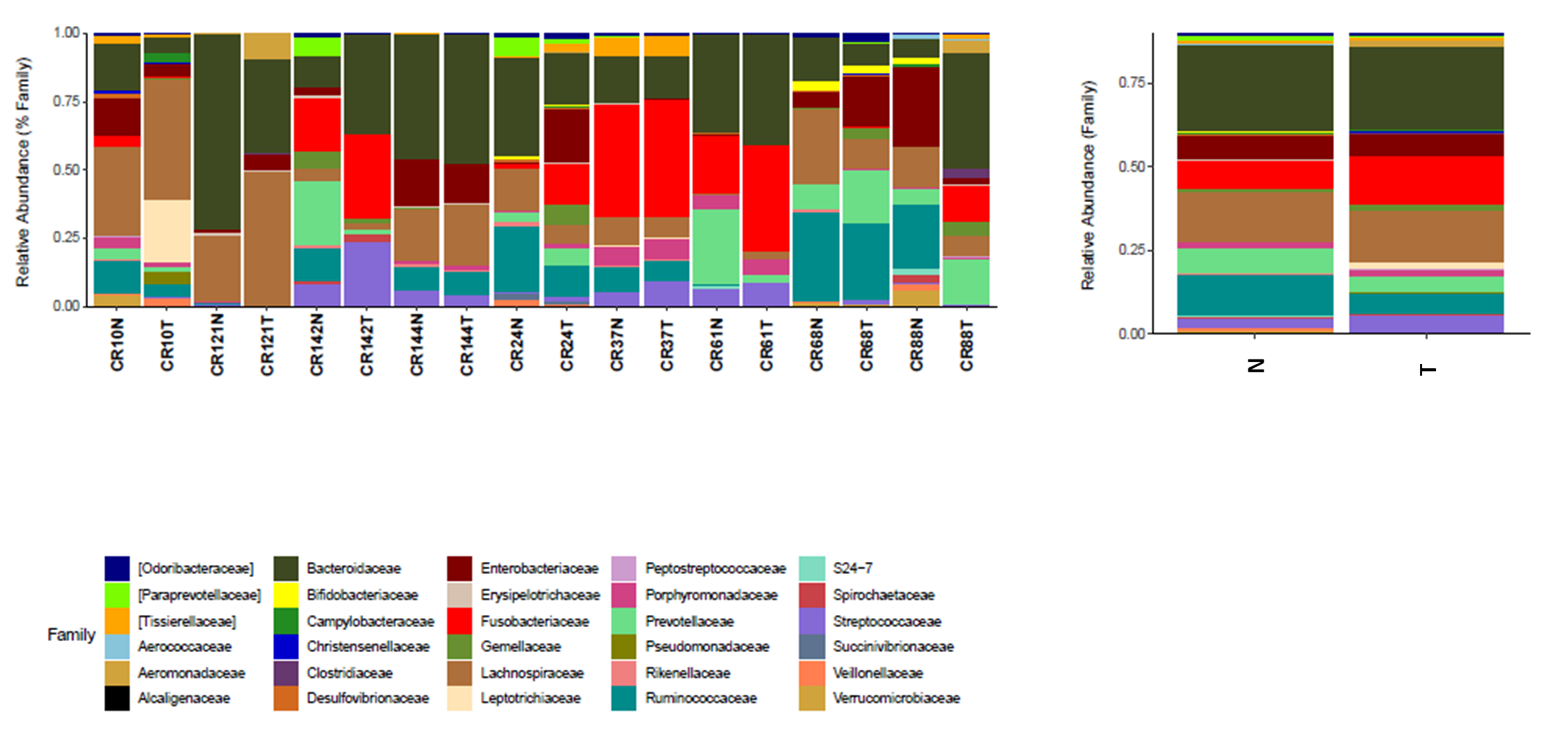 Relative Abundance (% Family)
1.00
0.75
0.50
0.25
0.00
CR10N
CR10T
CR121N
CR121T
CR142N
CR142T
CR144N
CR144T
CR24N
CR24T
CR37N
CR37T
CR61N
CR61T
CR68N
CR68T
CR88N
CR88T
Relative Abundance (Family)
0.75
0.50
0.25
0.00
N
T
Family
[Odoribacteraceae]
[Paraprevotellaceae]
[Tissierellaceae]
Aerococcaceae
Aeromonadaceae
Alcaligenaceae
Bacteroidaceae
Bifidobacteriaceae
Campylobacteraceae
Christensenellaceae
Clostridiaceae
Desulfovibrionaceae
Enterobacteriaceae
Erysipelotrichaceae
Fusobacteriaceae
Gemellaceae
Lachnospiraceae
Leptotrichiaceae
Peptostreptococcaceae
Porphyromonadaceae
Prevotellaceae
Pseudomonadaceae
Rikenellaceae
Ruminococcaceae
S24−7
Spirochaetaceae
Streptococcaceae
Succinivibrionaceae
Veillonellaceae
Verrucomicrobiaceae